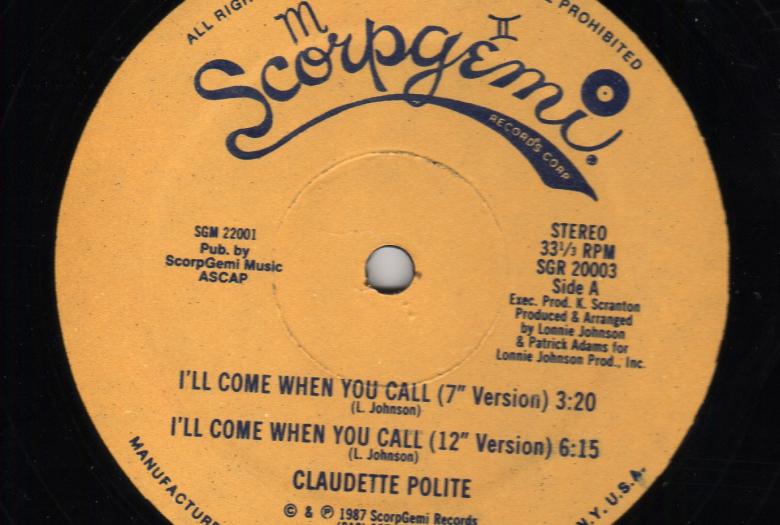 ALL RIGH
E PROHIBITED
Scorpgemi
RECORDS CORP
®
SGM 22001
Pub. by
ScorpGemi Music
ASCAP
STEREO
33 1/3 RPM
SGR 20003
Side A
Exec. Prod. K. Scranton
Produced & Arranged
by Lonnie Johnson
& Patrick Adams for
Lonnie Johnson Prod., Inc.
I'LL COME WHEN YOU CALL (7" Version) 3:20
(L. Johnson)
I'LL COME WHEN YOU CALL (12" Version) 6:15
(L. Johnson)
CLAUDETTE POLITE
© & ℗ 1987 ScorpGemi Records
MANUFACTUR
N.Y. U.S.A.